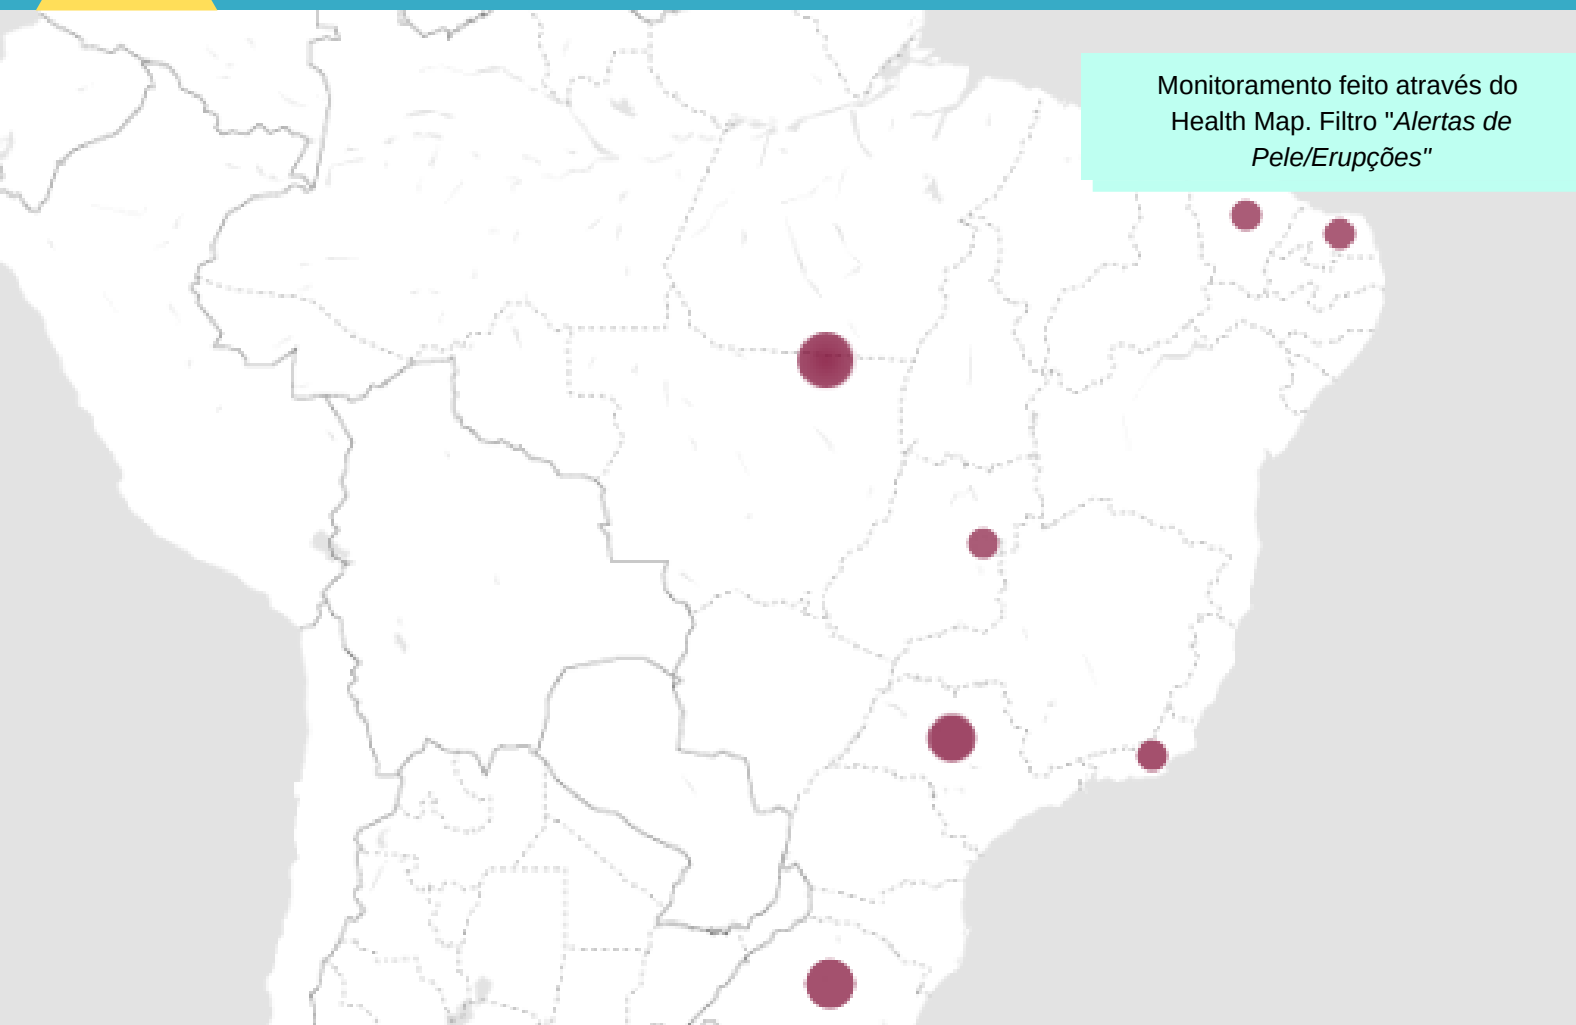 Monitoramento feito através do
Health Map. Filtro "Alertas de
Pele/Erupções"